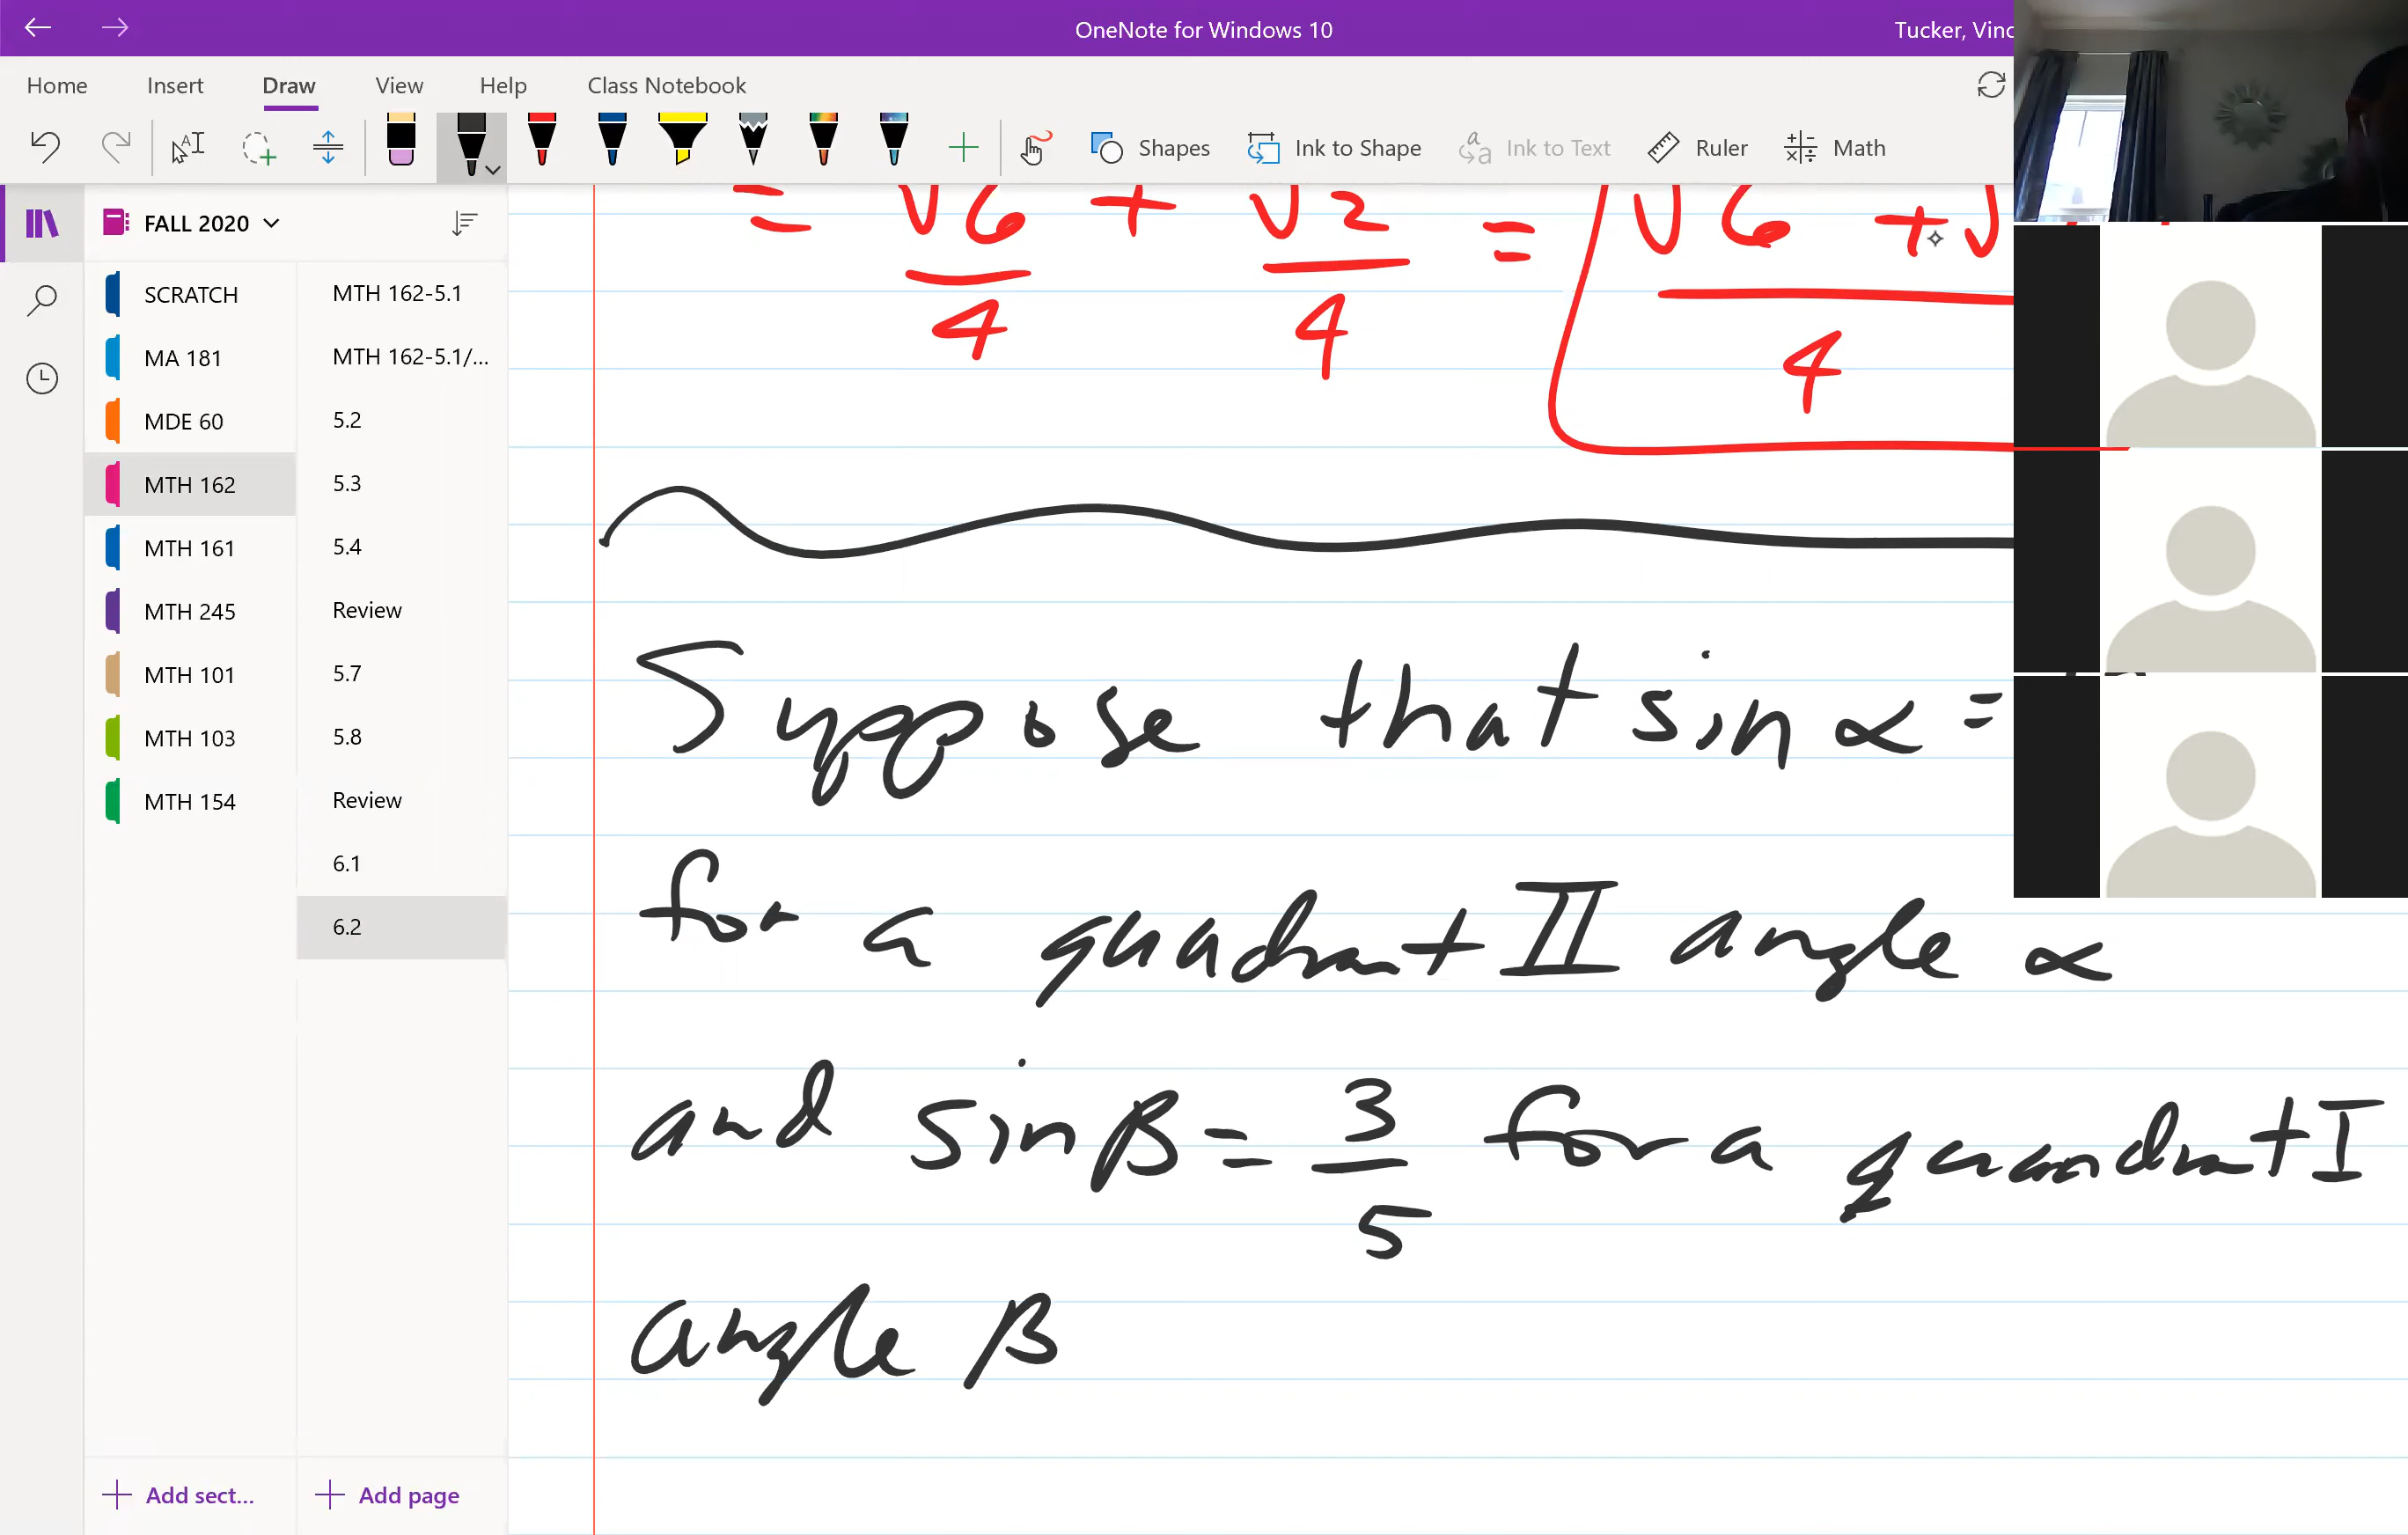 OneNote for Windows 10
Tucker, Vinc
Home Insert Draw View Help Class Notebook
Shapes Ink to Shape Ink to Text Ruler Math
FALL 2020
SCRATCH
MA 181
MDE 60
MTH 162
MTH 161
MTH 245
MTH 101
MTH 103
MTH 154
Add sect...
MTH 162-5.1
MTH 162-5.1/...
5.2
5.3
5.4
Review
5.7
5.8
Review
6.1
6.2
Add page
= √6/4 + √2/4 = √6 + √ /4
Suppose that sin α =
for a quadrant II angle α
and sin β = 3/5 for a quadrant I
angle β